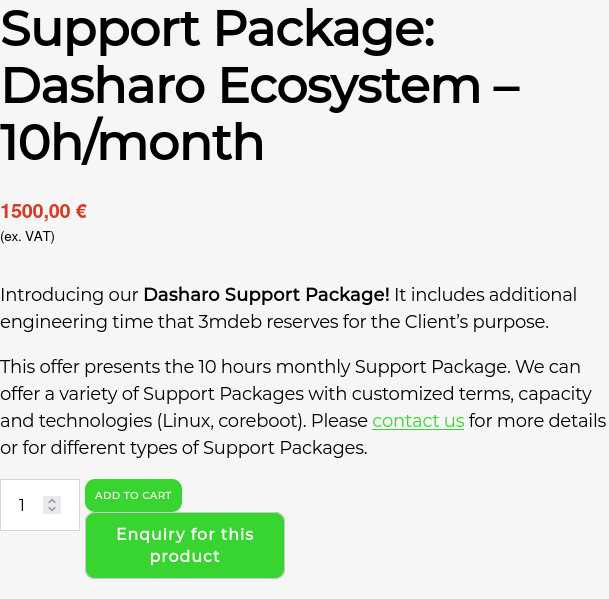 Support Package:
Dasharo Ecosystem –
10h/month
1500,00 €
(ex. VAT)
Introducing our Dasharo Support Package! It includes additional
engineering time that 3mdeb reserves for the Client’s purpose.
This offer presents the 10 hours monthly Support Package. We can
offer a variety of Support Packages with customized terms, capacity
and technologies (Linux, coreboot). Please contact us for more details
or for different types of Support Packages.
1
ADD TO CART
Enquiry for this
product